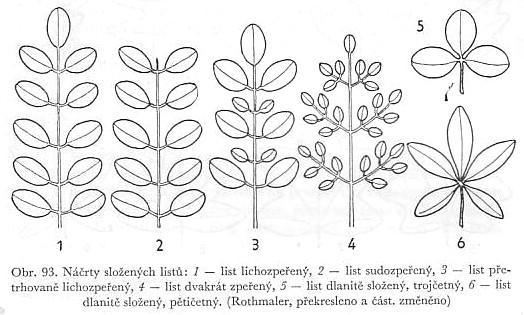 5
1
2
3
4
6
Obr. 93. Náčrty složených listů: 1 — list lichozpeřený, 2 — list sudozpeřený, 3 — list pře-
trhovaně lichozpeřený, 4 — list dvakrát zpeřený, 5 — list dlanitě složený, trojčetný, 6 — list
dlanitě složený, pětičetný. (Rothmaler, překresleno a část. změněno)